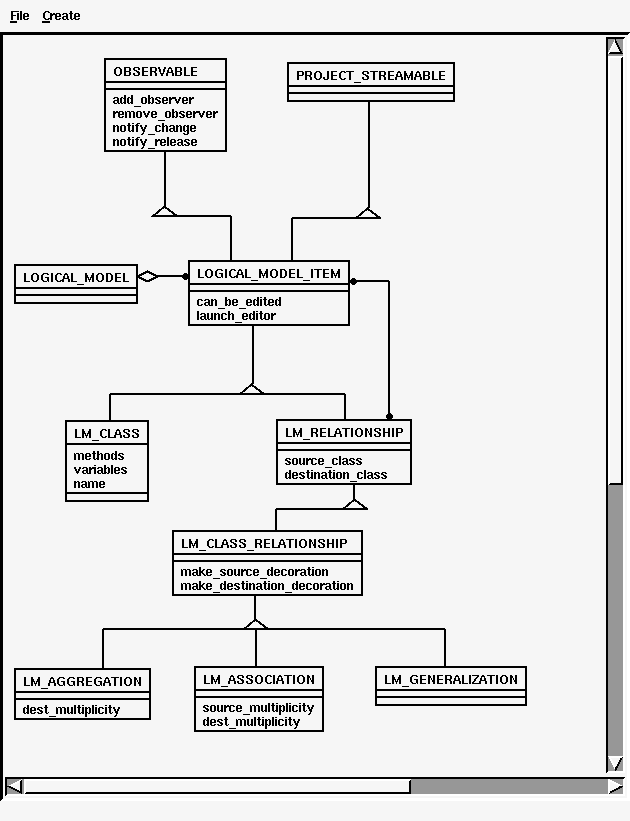 File Create
OBSERVABLE
add_observer
remove_observer
notify_change
notify_release
PROJECT_STREAMABLE
LOGICAL_MODEL
LOGICAL_MODEL_ITEM
can_be_edited
launch_editor
LM_CLASS
methods
variables
name
LM_RELATIONSHIP
source_class
destination_class
LM_CLASS_RELATIONSHIP
make_source_decoration
make_destination_decoration
LM_AGGREGATION
dest_multiplicity
LM_ASSOCIATION
source_multiplicity
dest_multiplicity
LM_GENERALIZATION